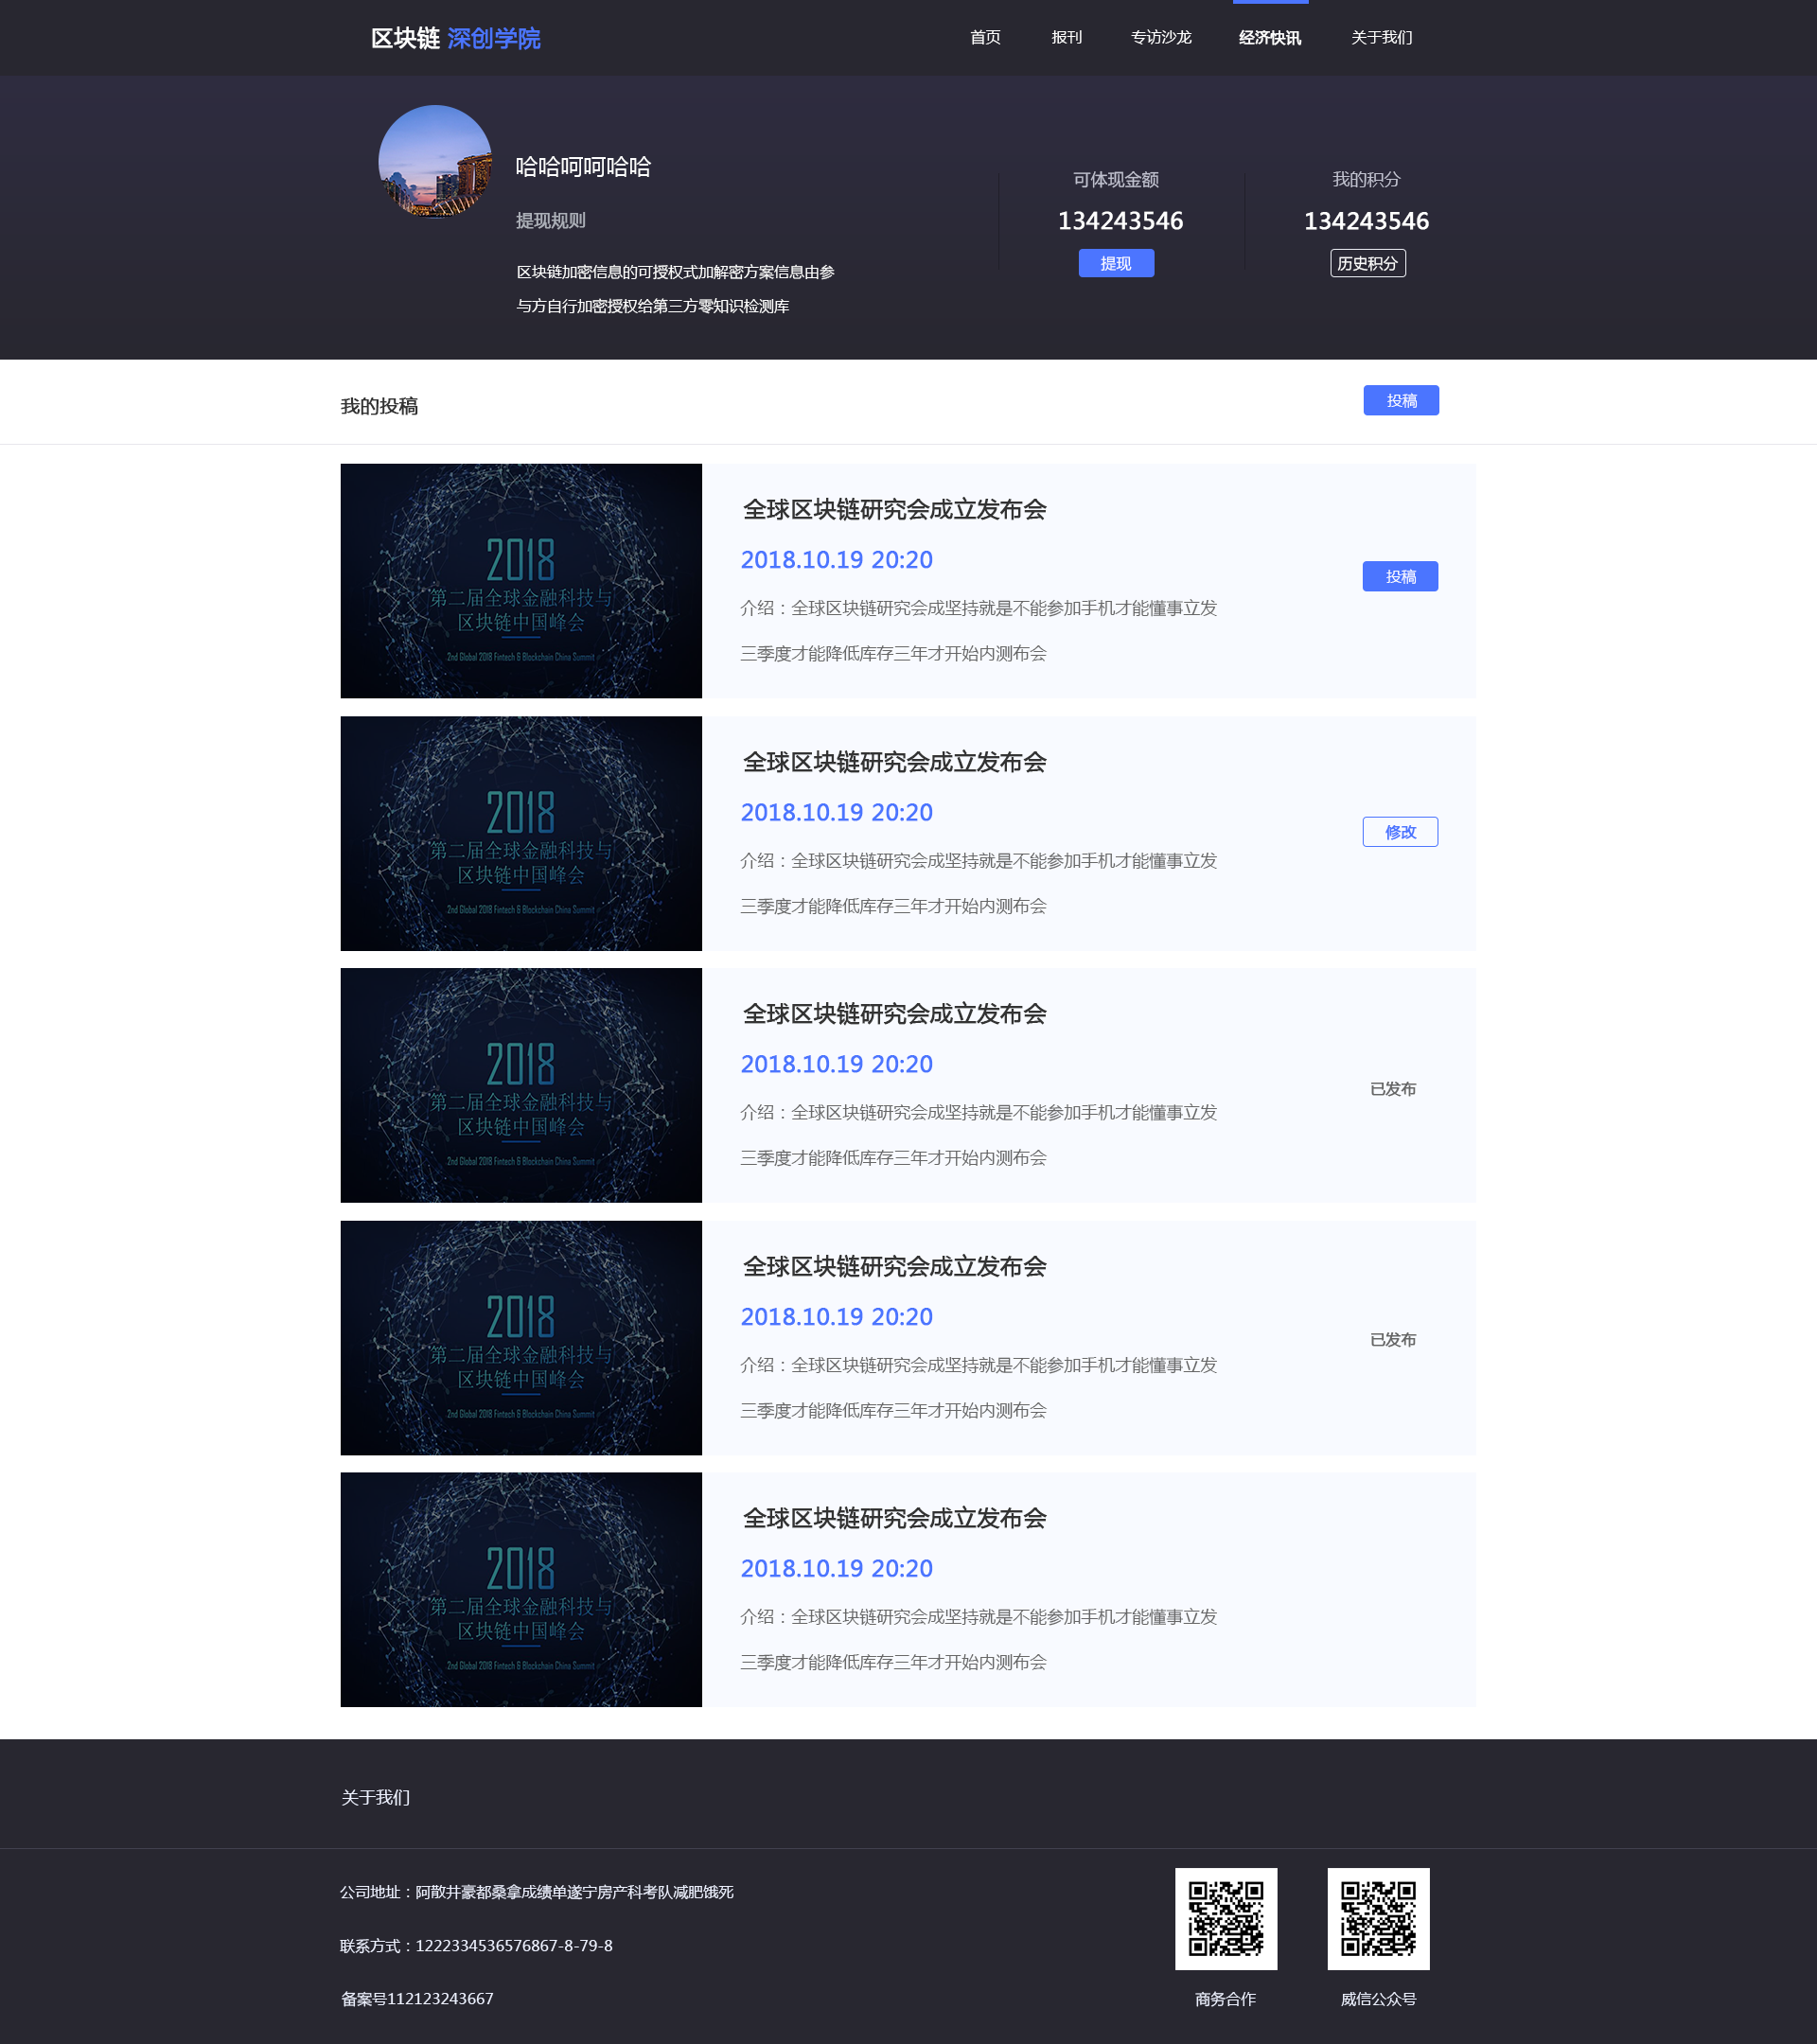 区块链 深创学院
首页 报刊 专访沙龙 经济快讯 关于我们
哈哈呵呵哈哈
提现规则
区块链加密信息的可授权式加解密方案信息由参
与方自行加密授权给第三方零知识检测库
可体现金额
134243546
提现
我的积分
134243546
历史积分
我的投稿
投稿
2018
第二届全球金融科技与
区块链中国峰会
2nd Global 2018 Fintech & Blockchain China Summit
全球区块链研究会成立发布会
2018.10.19 20:20
介绍：全球区块链研究会成坚持就是不能参加手机才能懂事立发
三季度才能降低库存三年才开始内测布会
投稿
2018
第二届全球金融科技与
区块链中国峰会
2nd Global 2018 Fintech & Blockchain China Summit
全球区块链研究会成立发布会
2018.10.19 20:20
介绍：全球区块链研究会成坚持就是不能参加手机才能懂事立发
三季度才能降低库存三年才开始内测布会
修改
2018
第二届全球金融科技与
区块链中国峰会
2nd Global 2018 Fintech & Blockchain China Summit
全球区块链研究会成立发布会
2018.10.19 20:20
介绍：全球区块链研究会成坚持就是不能参加手机才能懂事立发
三季度才能降低库存三年才开始内测布会
已发布
2018
第二届全球金融科技与
区块链中国峰会
2nd Global 2018 Fintech & Blockchain China Summit
全球区块链研究会成立发布会
2018.10.19 20:20
介绍：全球区块链研究会成坚持就是不能参加手机才能懂事立发
三季度才能降低库存三年才开始内测布会
已发布
2018
第二届全球金融科技与
区块链中国峰会
2nd Global 2018 Fintech & Blockchain China Summit
全球区块链研究会成立发布会
2018.10.19 20:20
介绍：全球区块链研究会成坚持就是不能参加手机才能懂事立发
三季度才能降低库存三年才开始内测布会
关于我们
公司地址：阿散井豪都桑拿成绩单遂宁房产科考队减肥饿死
联系方式：1222334536576867-8-79-8
备案号112123243667
商务合作
威信公众号